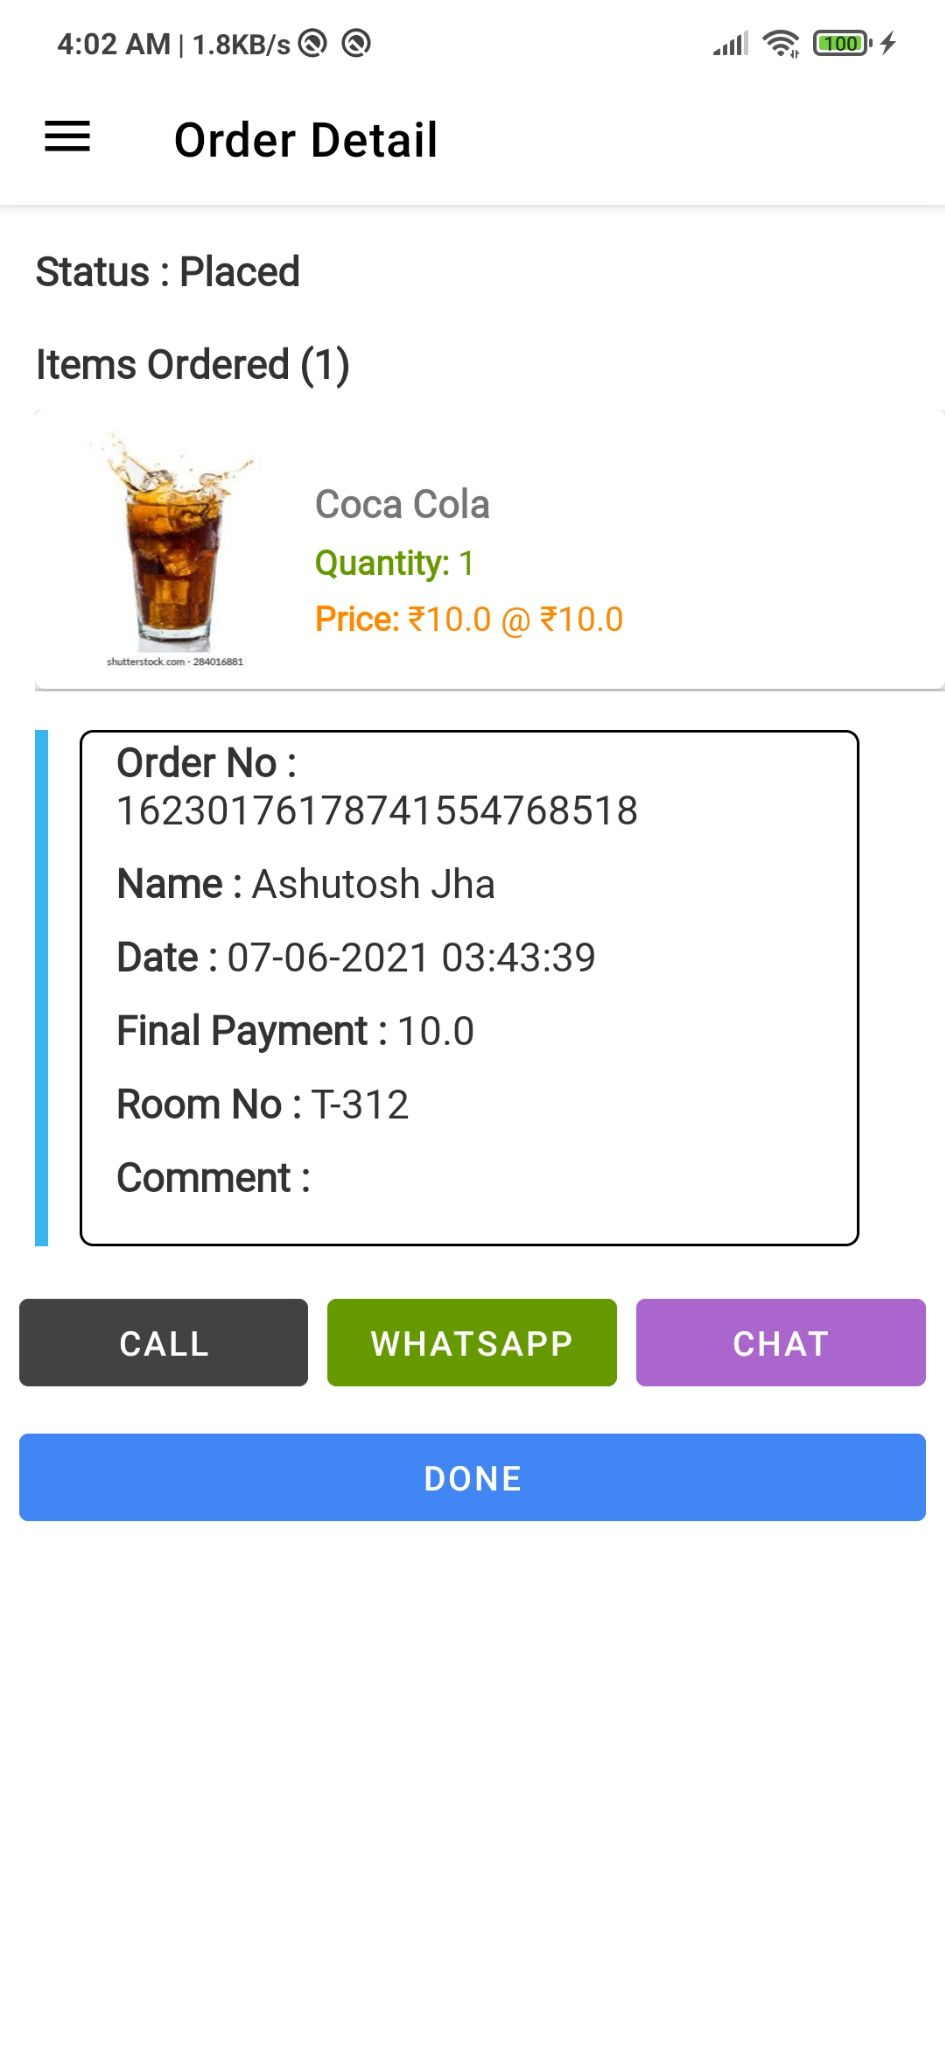 4:02 AM | 1.8KB/s
100
Order Detail
Status : Placed
Items Ordered (1)
Coca Cola
Quantity: 1
Price: ₹10.0 @ ₹10.0
shutterstock.com · 284016881
Order No :
16230176178741554768518
Name : Ashutosh Jha
Date : 07-06-2021 03:43:39
Final Payment : 10.0
Room No : T-312
Comment :
CALL
WHATSAPP
CHAT
DONE